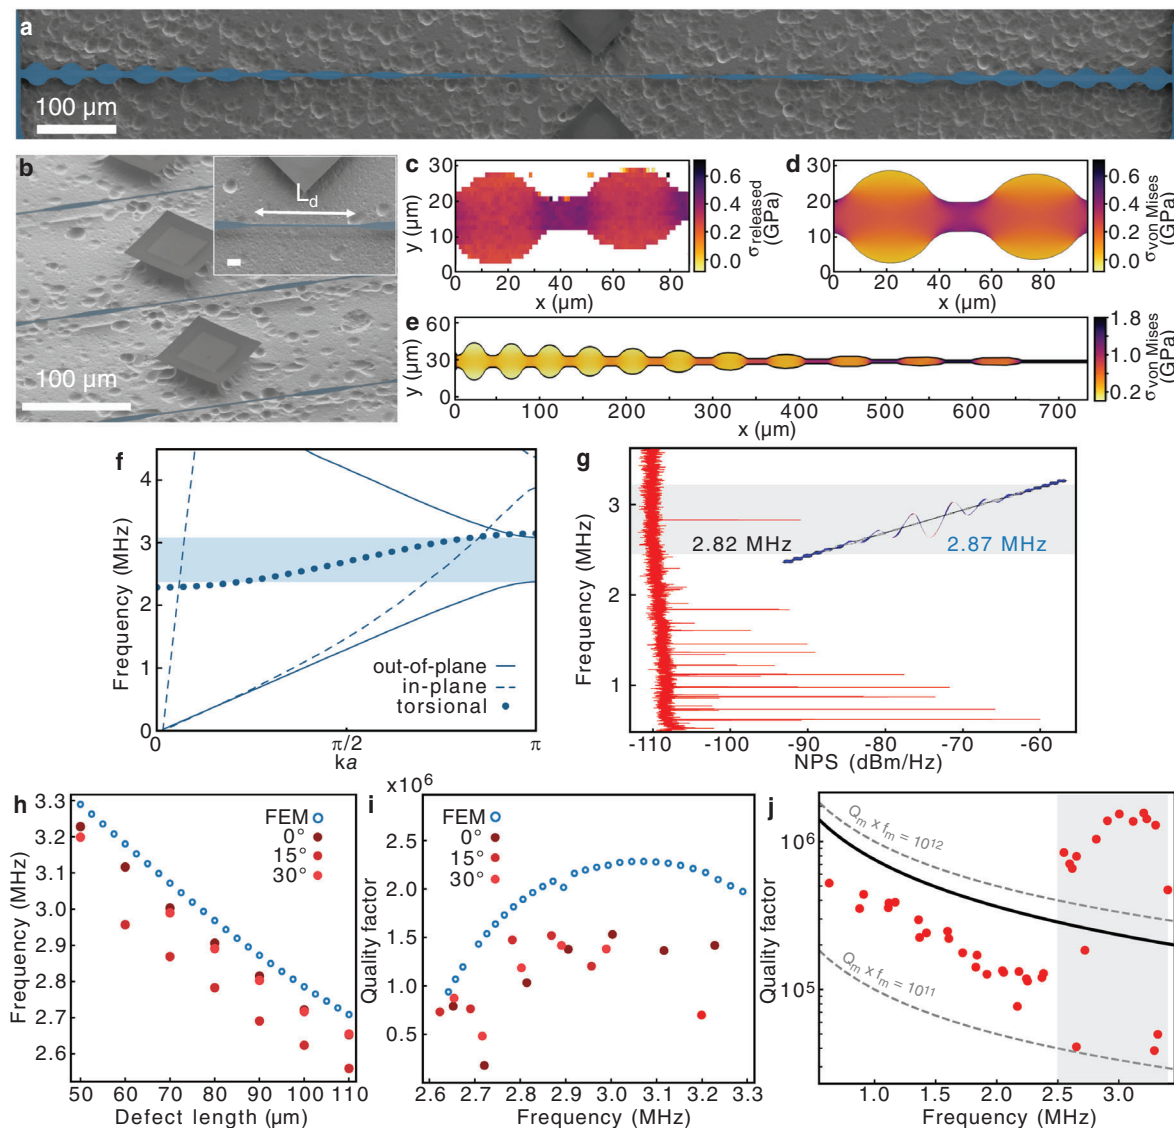 a
100 µm
b
L_d
100 µm
c
30
20
10
0
y (µm)
0 20 40 60 80
x (µm)
0.6
0.4
0.2
0.0
σ_released
(GPa)
d
30
20
10
0
y (µm)
0 20 40 60 80
x (µm)
0.6
0.4
0.2
0.0
σ_von Mises
(GPa)
e
60
30
0
y (µm)
0 100 200 300 400 500 600 700
x (µm)
1.8
1.0
0.2
σ_von Mises
(GPa)
f
4
3
2
1
0
Frequency (MHz)
out-of-plane
in-plane
torsional
0 π/2 π
ka
g
3
2
1
Frequency (MHz)
2.82 MHz 2.87 MHz
-110 -100 -90 -80 -70 -60
NPS (dBm/Hz)
h
3.3
3.2
3.1
3.0
2.9
2.8
2.7
2.6
Frequency (MHz)
FEM
0°
15°
30°
50 60 70 80 90 100 110
Defect length (µm)
x10⁶
i
2.5
2.0
1.5
1.0
0.5
0
Quality factor
FEM
0°
15°
30°
2.6 2.7 2.8 2.9 3.0 3.1 3.2 3.3
Frequency (MHz)
j
10⁶
10⁵
Quality factor
Q_m x f_m = 10¹²
Q_m x f_m = 10¹¹
1.0 1.5 2.0 2.5 3.0
Frequency (MHz)